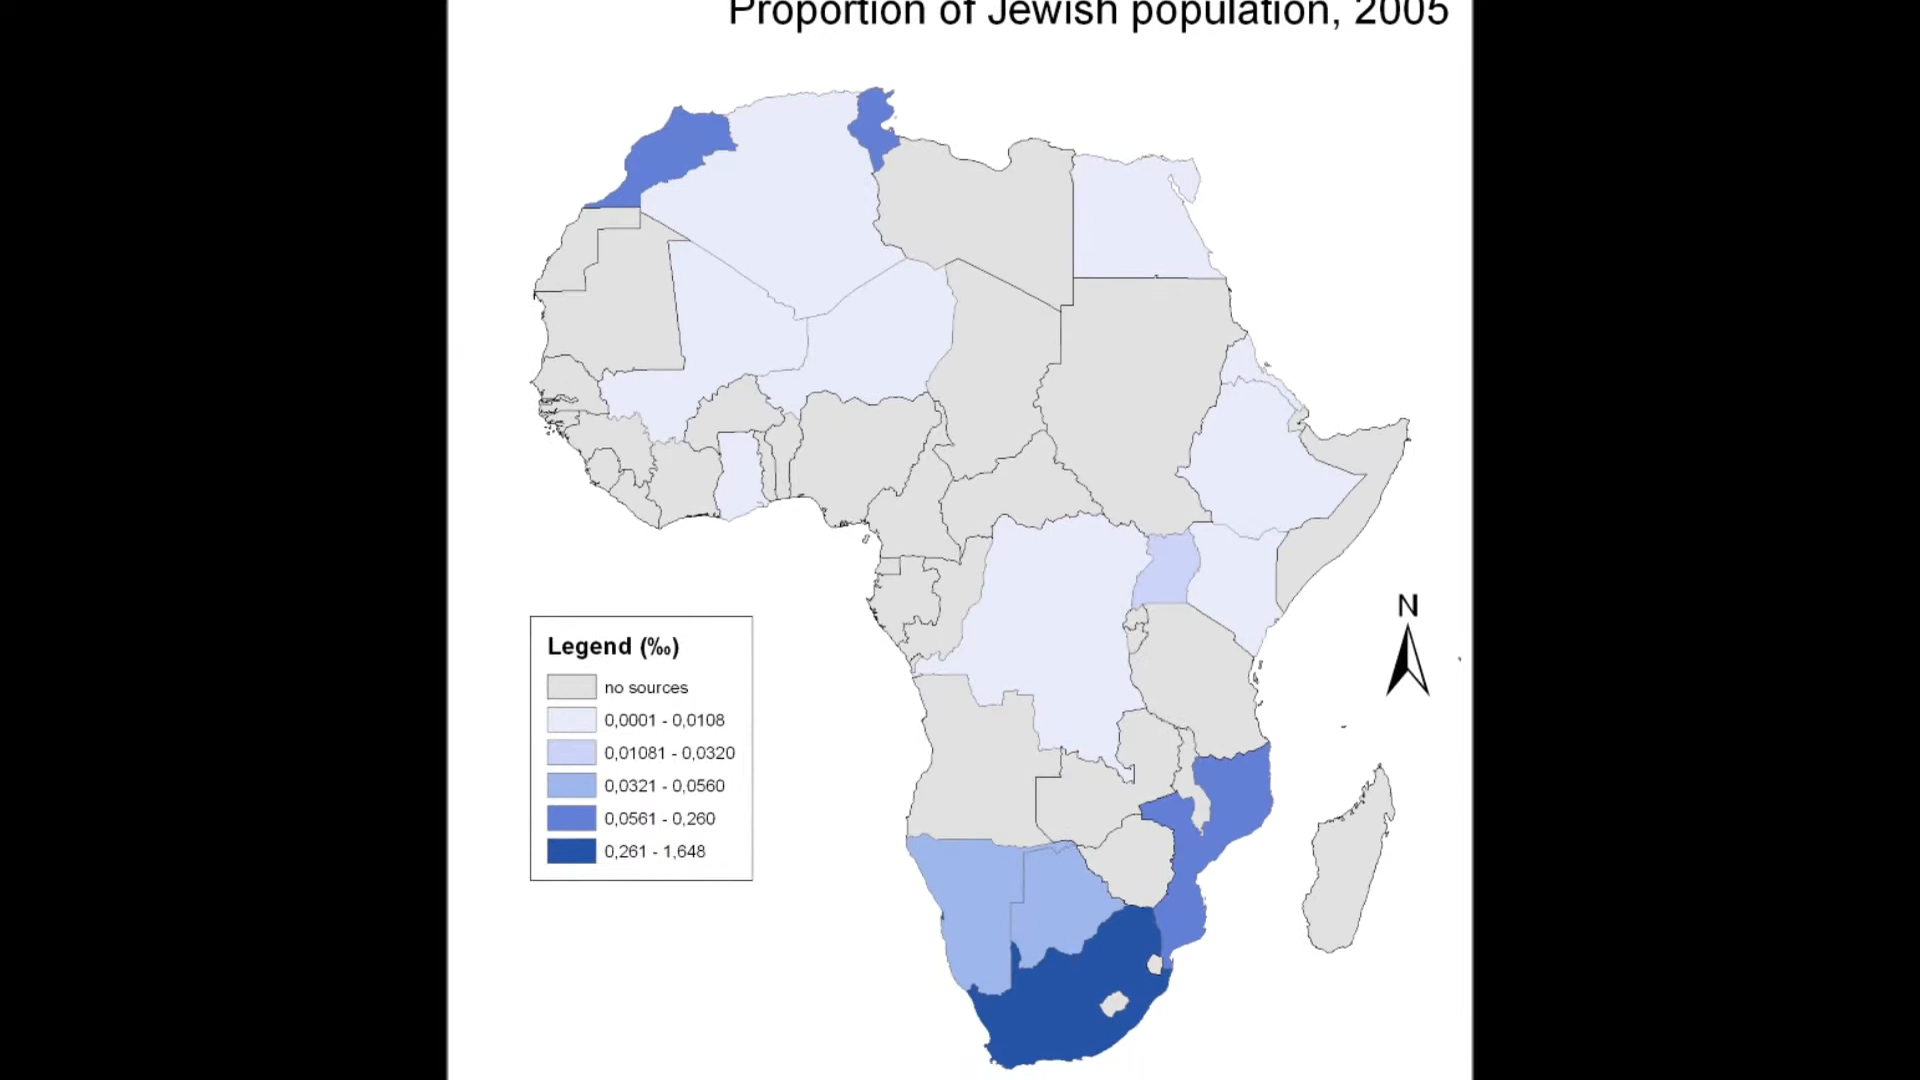 Proportion of Jewish population, 2005
N
Legend (‰)
no sources
0,0001 - 0,0108
0,01081 - 0,0320
0,0321 - 0,0560
0,0561 - 0,260
0,261 - 1,648